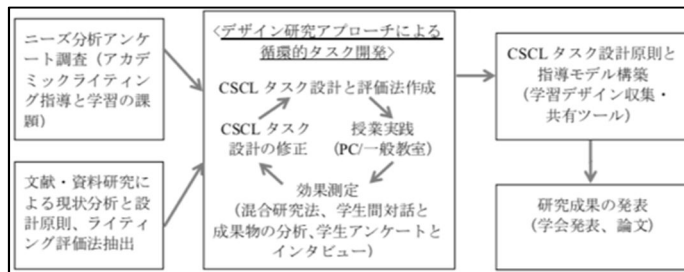 ニーズ分析アンケ
ート調査（アカデ
ミックライティン
グ指導と学習の課
題）
文献・資料研究に
よる現状分析と設
計原則、ライティ
ング評価法抽出
<デザイン研究アプローチによる
循環的タスク開発>
CSCL タスク設計と評価法作成
CSCL タスク
設計の修正
授業実践
(PC/一般教室)
効果測定
(混合研究法、学生間対話と
成果物の分析、学生アンケートと
インタビュー)
CSCL タスク設計原則と
指導モデル構築
(学習デザイン収集・
共有ツール)
研究成果の発表
(学会発表、論文)